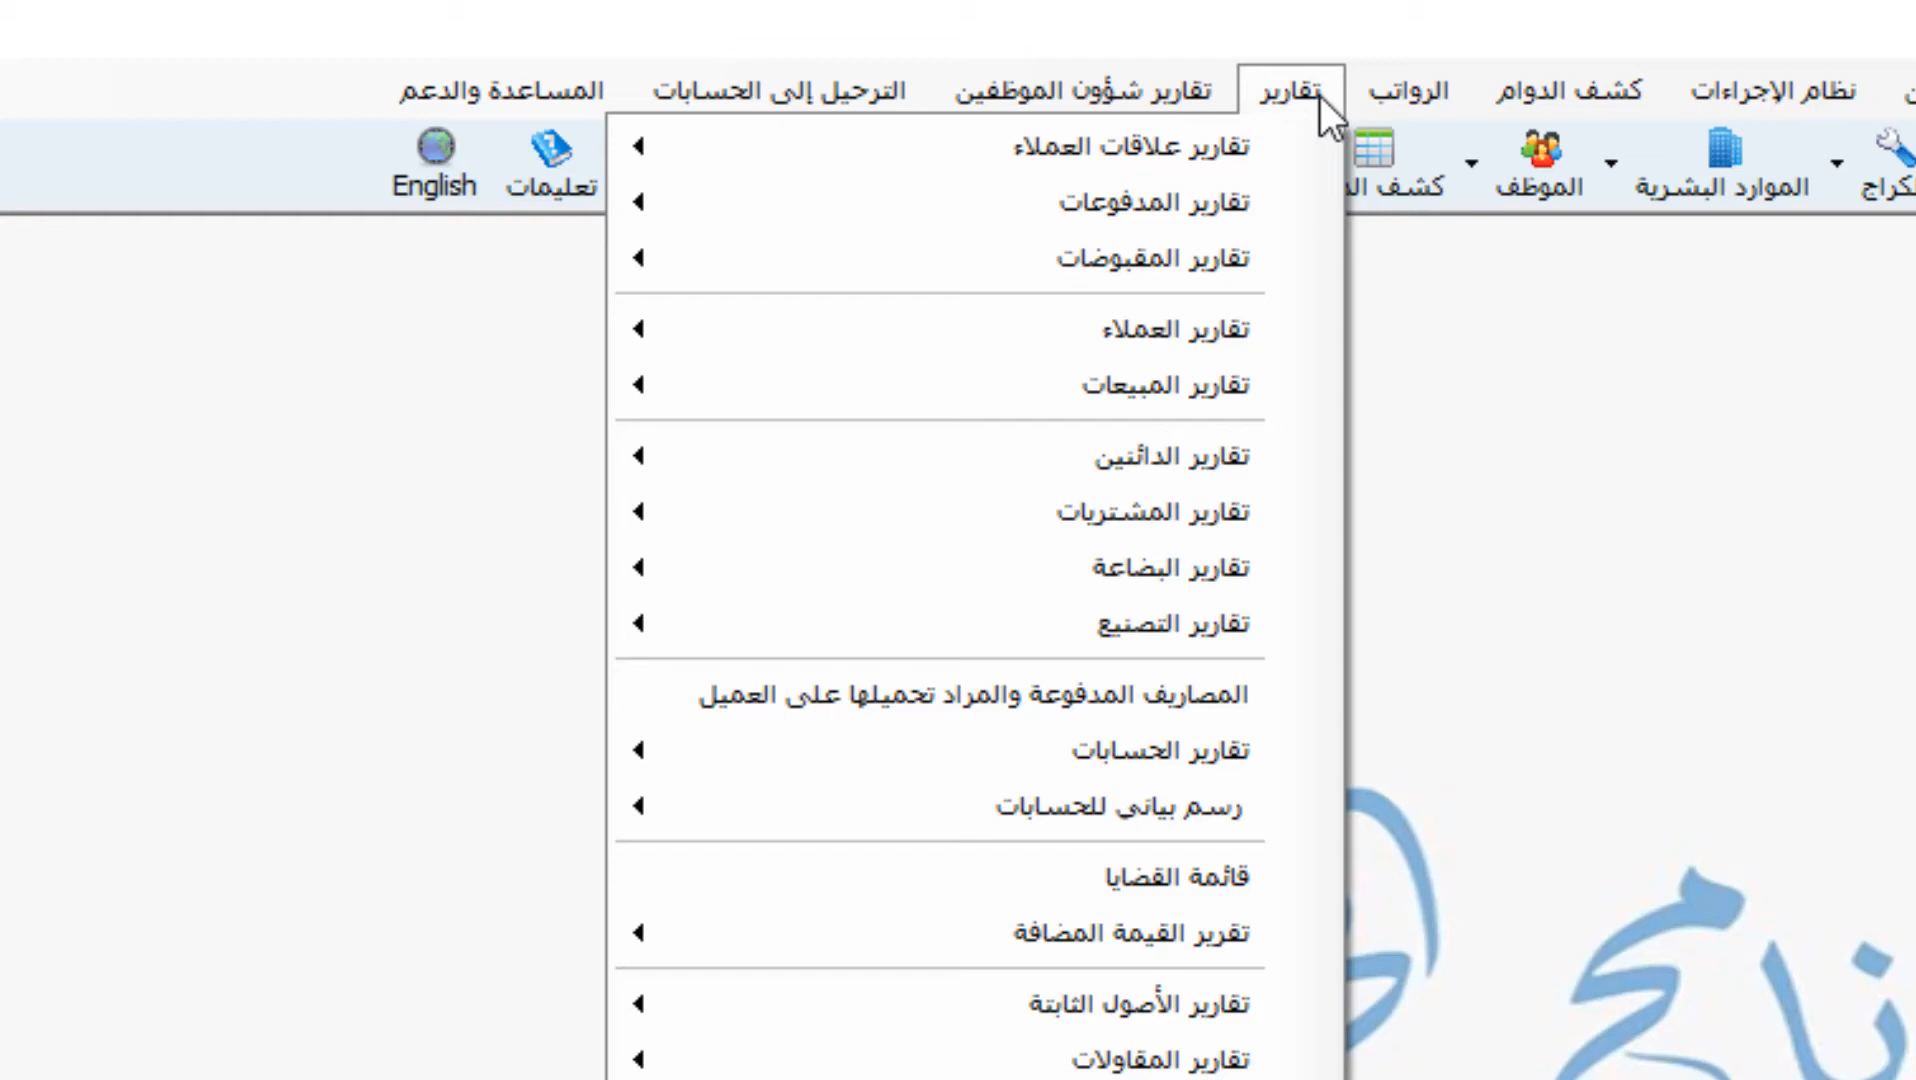 نظام الإجراءات كشف الدوام الرواتب تقارير تقارير شؤون الموظفين الترحيل إلى الحسابات المساعدة والدعم
الموارد البشرية الموظف كشف تعليمات English
تقارير علاقات العملاء
تقارير المدفوعات
تقارير المقبوضات
تقارير العملاء
تقارير المبيعات
تقارير الدائنين
تقارير المشتريات
تقارير البضاعة
تقارير التصنيع
المصاريف المدفوعة والمراد تحميلها على العميل
تقارير الحسابات
رسم بياني للحسابات
قائمة القضايا
تقرير القيمة المضافة
تقارير الأصول الثابتة
تقارير المقاولات